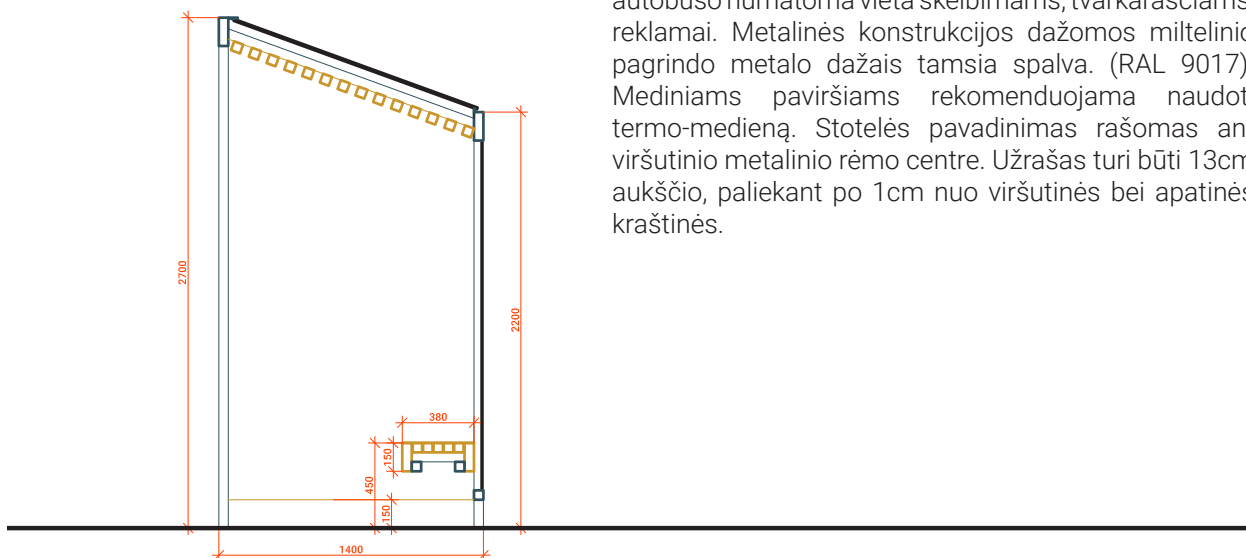 autobuso numatoma vieta skelbimams, tvarkaraščiams
reklamai. Metalinės konstrukcijos dažomos miltelinio
pagrindo metalo dažais tamsia spalva. (RAL 9017)
Mediniams paviršiams rekomenduojama naudot
termo-medieną. Stotelės pavadinimas rašomas an
viršutinio metalinio rėmo centre. Užrašas turi būti 13cm
aukščio, paliekant po 1cm nuo viršutinės bei apatinės
kraštinės.
2700
2200
380
150
450
150
1400